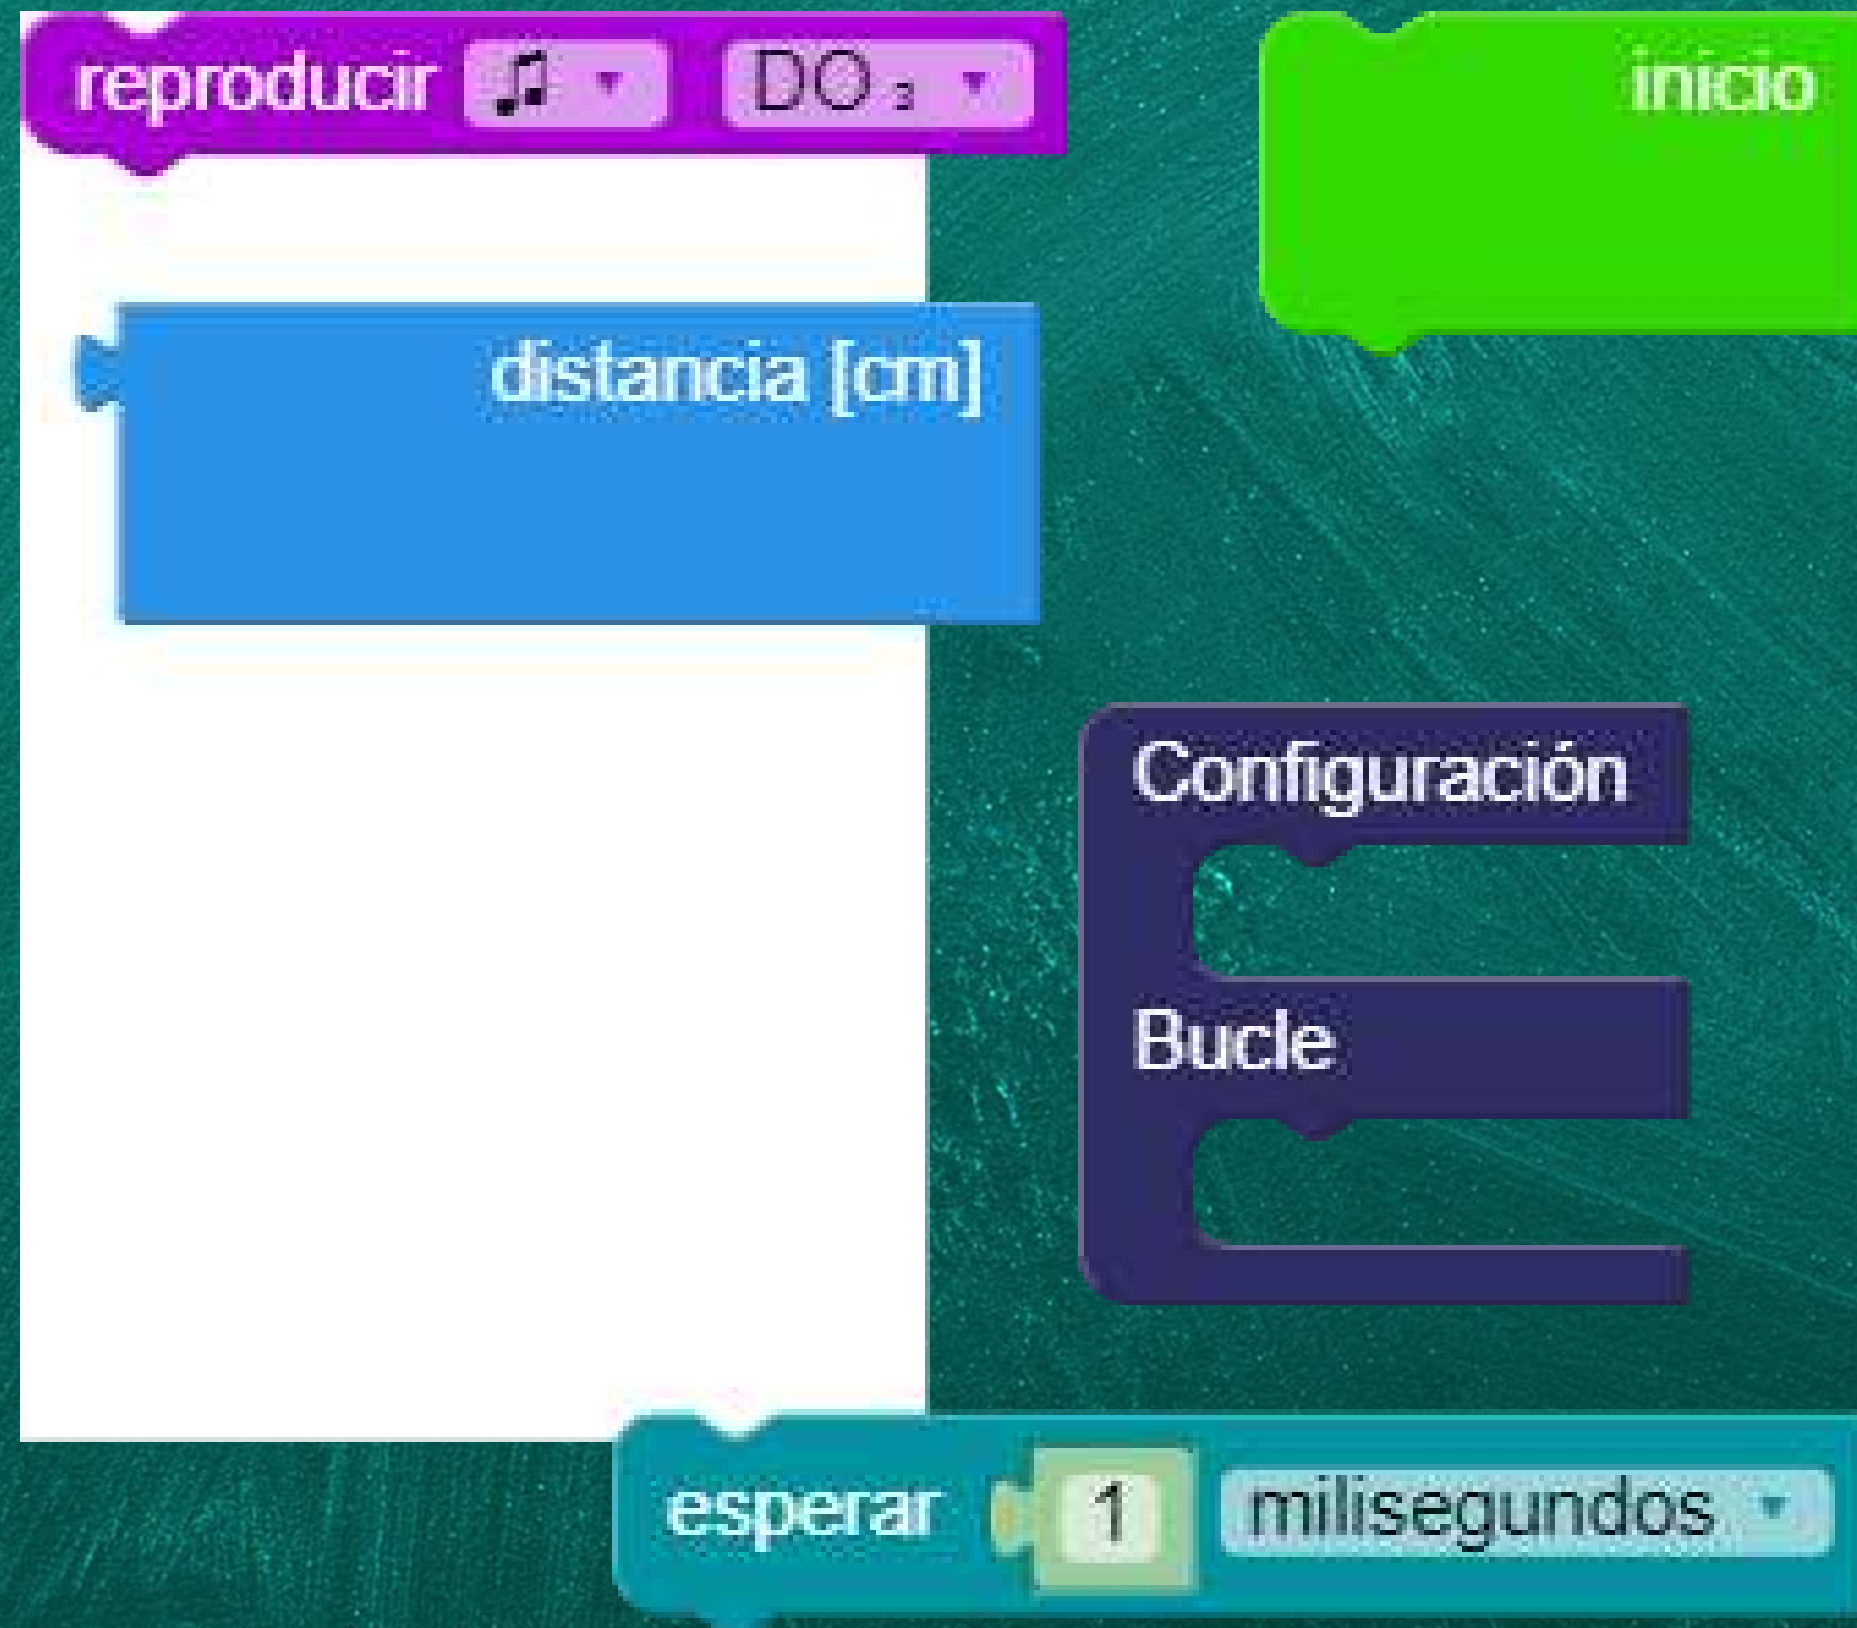 reproducir ♫ DO 3
inicio
distancia [cm]
Configuración
Bucle
esperar 1 milisegundos